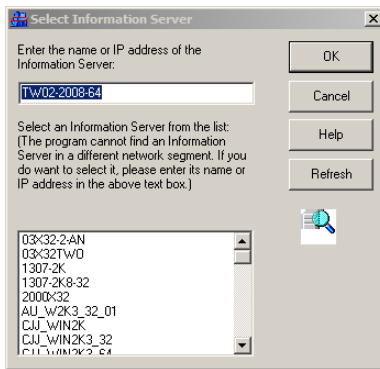 Select Information Server
Enter the name or IP address of the
Information Server:
OK
TW02-2008-64
Cancel
Select an Information Server from the list:
(The program cannot find an Information
Server in a different network segment. If you
do want to select it, please enter its name or
IP address in the above text box.)
Help
Refresh
03X32-2-AN
03X32TWO
1307-2K
1307-2K8-32
2000X32
AU_W2K3_32_01
CJJ_WIN2K
CJJ_WIN2K3_32
CJJ_WIN2K3_64